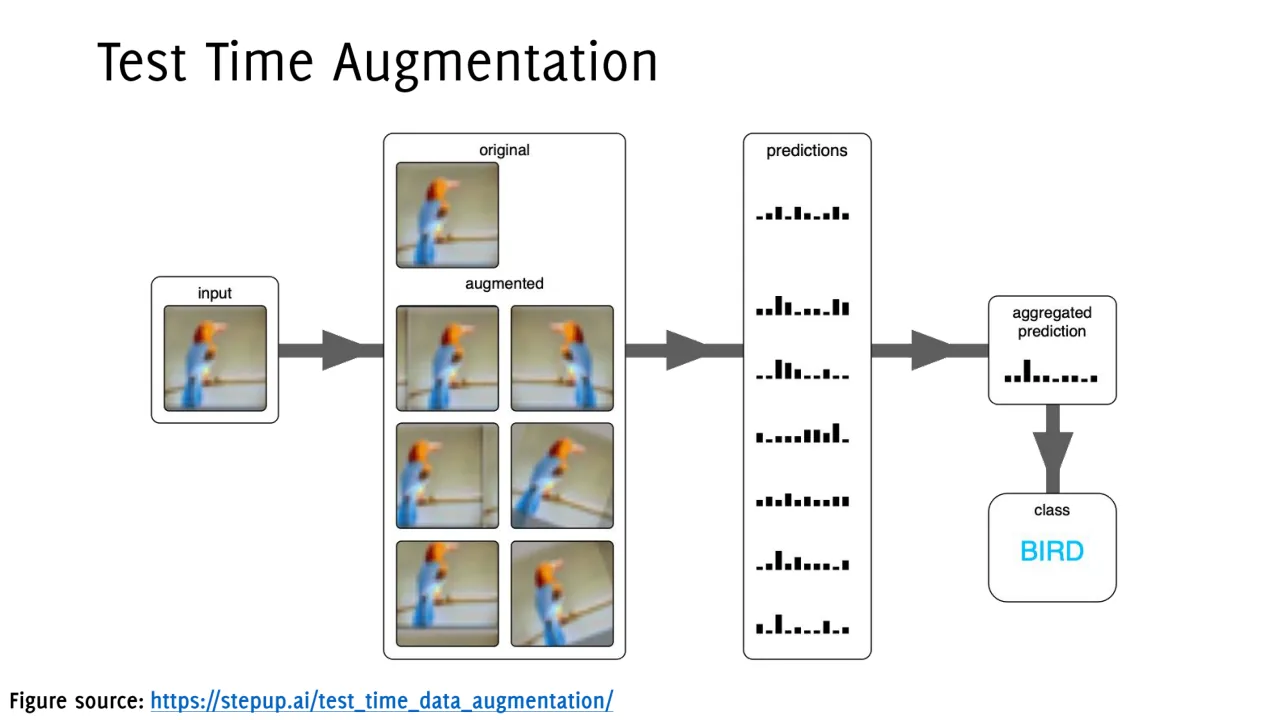 Test Time Augmentation
input
original
augmented
predictions
aggregated
prediction
class
BIRD
Figure source: https://stepup.ai/test_time_data_augmentation/